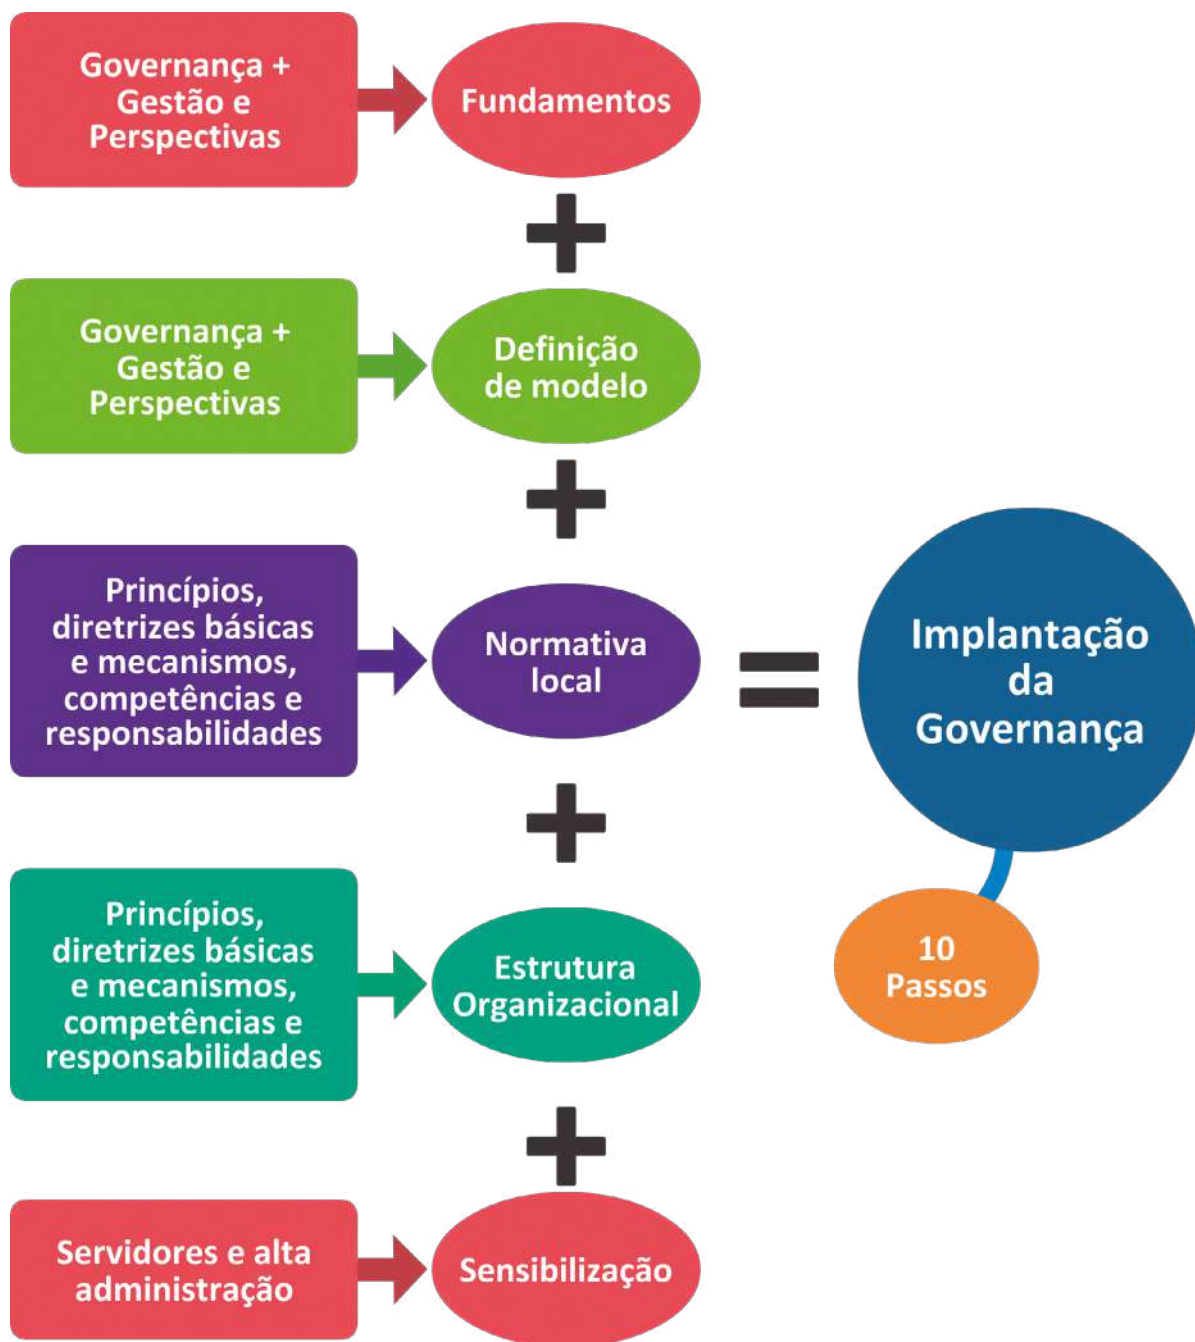 Governança +
Gestão e
Perspectivas
Fundamentos
Governança +
Gestão e
Perspectivas
Definição
de modelo
Princípios,
diretrizes básicas
e mecanismos,
competências e
responsabilidades
Normativa
local
Implantação
da
Governança
Princípios,
diretrizes básicas
e mecanismos,
competências e
responsabilidades
Estrutura
Organizacional
10
Passos
Servidores e alta
administração
Sensibilização